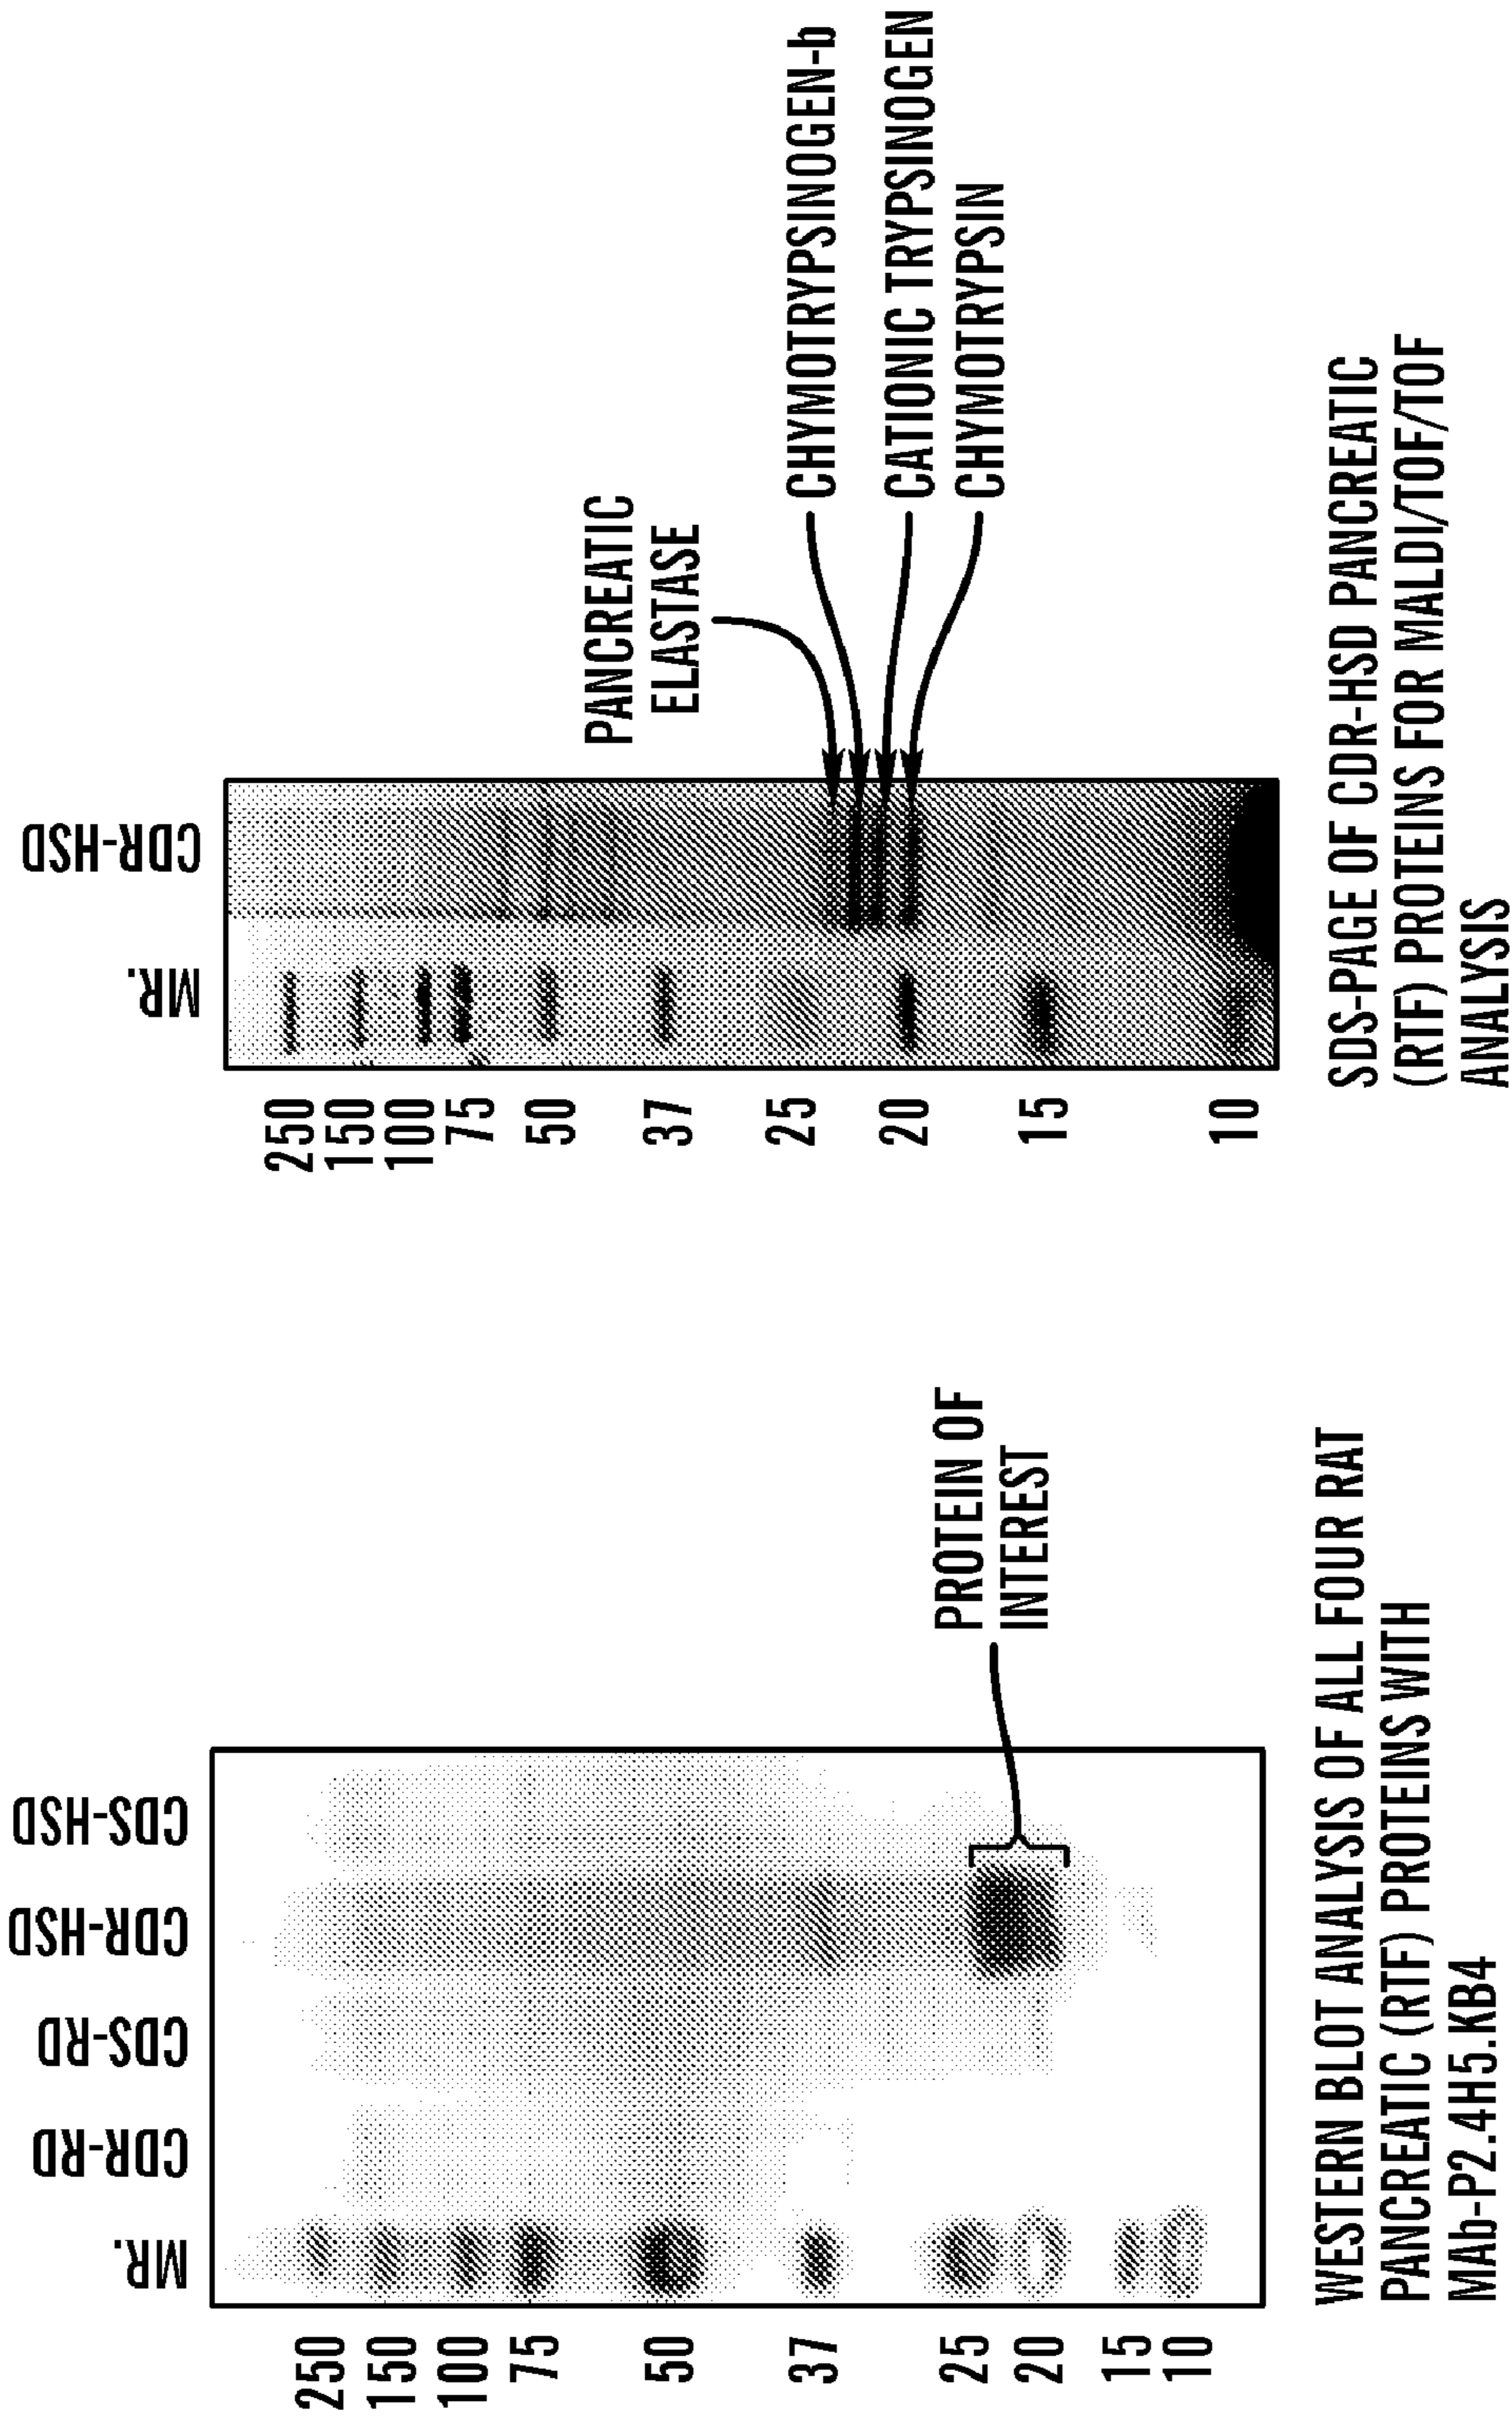 MR.
CDR-RD
CDS-RD
CDR-HSD
CDS-HSD
250
150
100
75
50
37
25
20
15
10
PROTEIN OF
INTEREST
WESTERN BLOT ANALYSIS OF ALL FOUR RAT
PANCREATIC (RTF) PROTEINS WITH
MAb-P2.4H5.KB4
MR.
CDR-HSD
250
150
100
75
50
37
25
20
15
10
PANCREATIC
ELASTASE
CHYMOTRYPSINOGEN-b
CATIONIC TRYPSINOGEN
CHYMOTRYPSIN
SDS-PAGE OF CDR-HSD PANCREATIC
(RTF) PROTEINS FOR MALDI/TOF/TOF
ANALYSIS